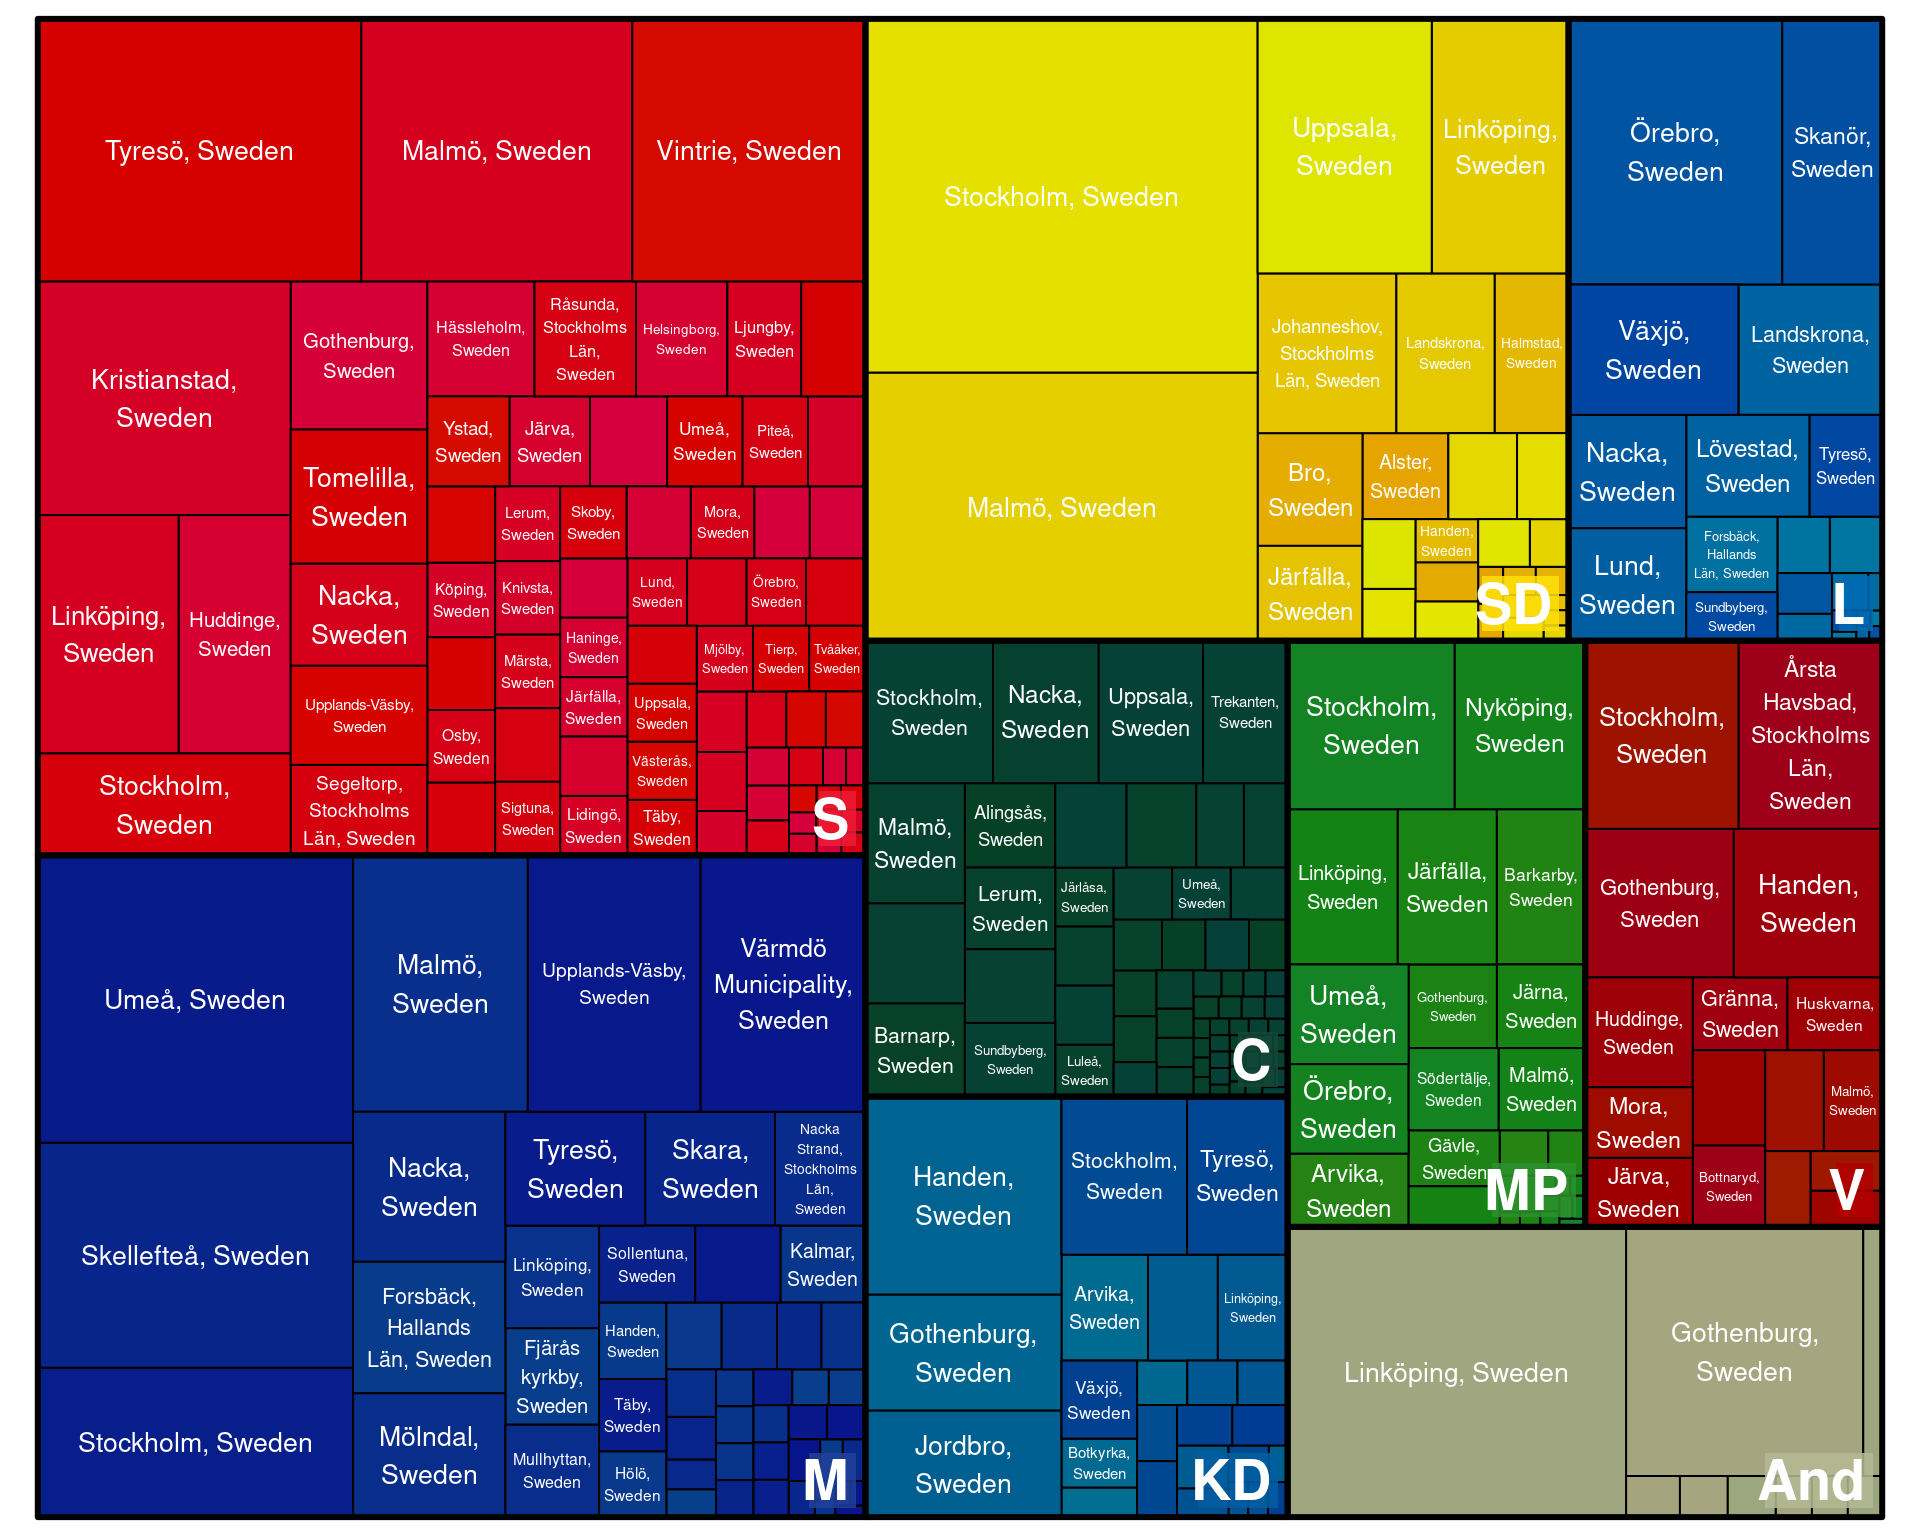 Tyresö, Sweden
Malmö, Sweden
Vintrie, Sweden
Kristianstad,
Sweden
Gothenburg,
Sweden
Hässleholm,
Sweden
Råsunda,
Stockholms
Län,
Sweden
Helsingborg,
Sweden
Ljungby,
Sweden
Ystad,
Sweden
Järva,
Sweden
Umeå,
Sweden
Piteå,
Sweden
Tomelilla,
Sweden
Lerum,
Sweden
Skoby,
Sweden
Mora,
Sweden
Linköping,
Sweden
Huddinge,
Sweden
Nacka,
Sweden
Köping,
Sweden
Knivsta,
Sweden
Lund,
Sweden
Örebro,
Sweden
Haninge,
Sweden
Mjölby,
Sweden
Tierp,
Sweden
Tvååker,
Sweden
Märsta,
Sweden
Upplands-Väsby,
Sweden
Järfälla,
Sweden
Uppsala,
Sweden
Osby,
Sweden
Västerås,
Sweden
Stockholm,
Sweden
Segeltorp,
Stockholms
Län, Sweden
Sigtuna,
Sweden
Lidingö,
Sweden
Täby,
Sweden
S
Stockholm, Sweden
Uppsala,
Sweden
Linköping,
Sweden
Johanneshov,
Stockholms
Län, Sweden
Landskrona,
Sweden
Halmstad,
Sweden
Malmö, Sweden
Bro,
Sweden
Alster,
Sweden
Handen,
Sweden
Järfälla,
Sweden
SD
Örebro,
Sweden
Skanör,
Sweden
Växjö,
Sweden
Landskrona,
Sweden
Nacka,
Sweden
Lövestad,
Sweden
Tyresö,
Sweden
Forsbäck,
Hallands
Län, Sweden
Lund,
Sweden
Sundbyberg,
Sweden
L
Umeå, Sweden
Malmö,
Sweden
Upplands-Väsby,
Sweden
Värmdö
Municipality,
Sweden
Skellefteå, Sweden
Nacka,
Sweden
Tyresö,
Sweden
Skara,
Sweden
Nacka
Strand,
Stockholms
Län,
Sweden
Linköping,
Sweden
Sollentuna,
Sweden
Kalmar,
Sweden
Forsbäck,
Hallands
Län, Sweden
Fjärås
kyrkby,
Sweden
Handen,
Sweden
Täby,
Sweden
Stockholm, Sweden
Mölndal,
Sweden
Mullhyttan,
Sweden
Hölö,
Sweden
M
Stockholm,
Sweden
Nacka,
Sweden
Uppsala,
Sweden
Trekanten,
Sweden
Malmö,
Sweden
Alingsås,
Sweden
Lerum,
Sweden
Järlåsa,
Sweden
Umeå,
Sweden
Barnarp,
Sweden
Sundbyberg,
Sweden
Luleå,
Sweden
C
Handen,
Sweden
Stockholm,
Sweden
Tyresö,
Sweden
Arvika,
Sweden
Linköping,
Sweden
Gothenburg,
Sweden
Växjö,
Sweden
Jordbro,
Sweden
Botkyrka,
Sweden
KD
Stockholm,
Sweden
Nyköping,
Sweden
Linköping,
Sweden
Järfälla,
Sweden
Barkarby,
Sweden
Umeå,
Sweden
Gothenburg,
Sweden
Järna,
Sweden
Örebro,
Sweden
Södertälje,
Sweden
Malmö,
Sweden
Arvika,
Sweden
Gävle,
Sweden
MP
Stockholm,
Sweden
Årsta
Havsbad,
Stockholms
Län,
Sweden
Gothenburg,
Sweden
Handen,
Sweden
Huddinge,
Sweden
Gränna,
Sweden
Huskvarna,
Sweden
Mora,
Sweden
Malmö,
Sweden
Järva,
Sweden
Bottnaryd,
Sweden
V
Linköping, Sweden
Gothenburg,
Sweden
And